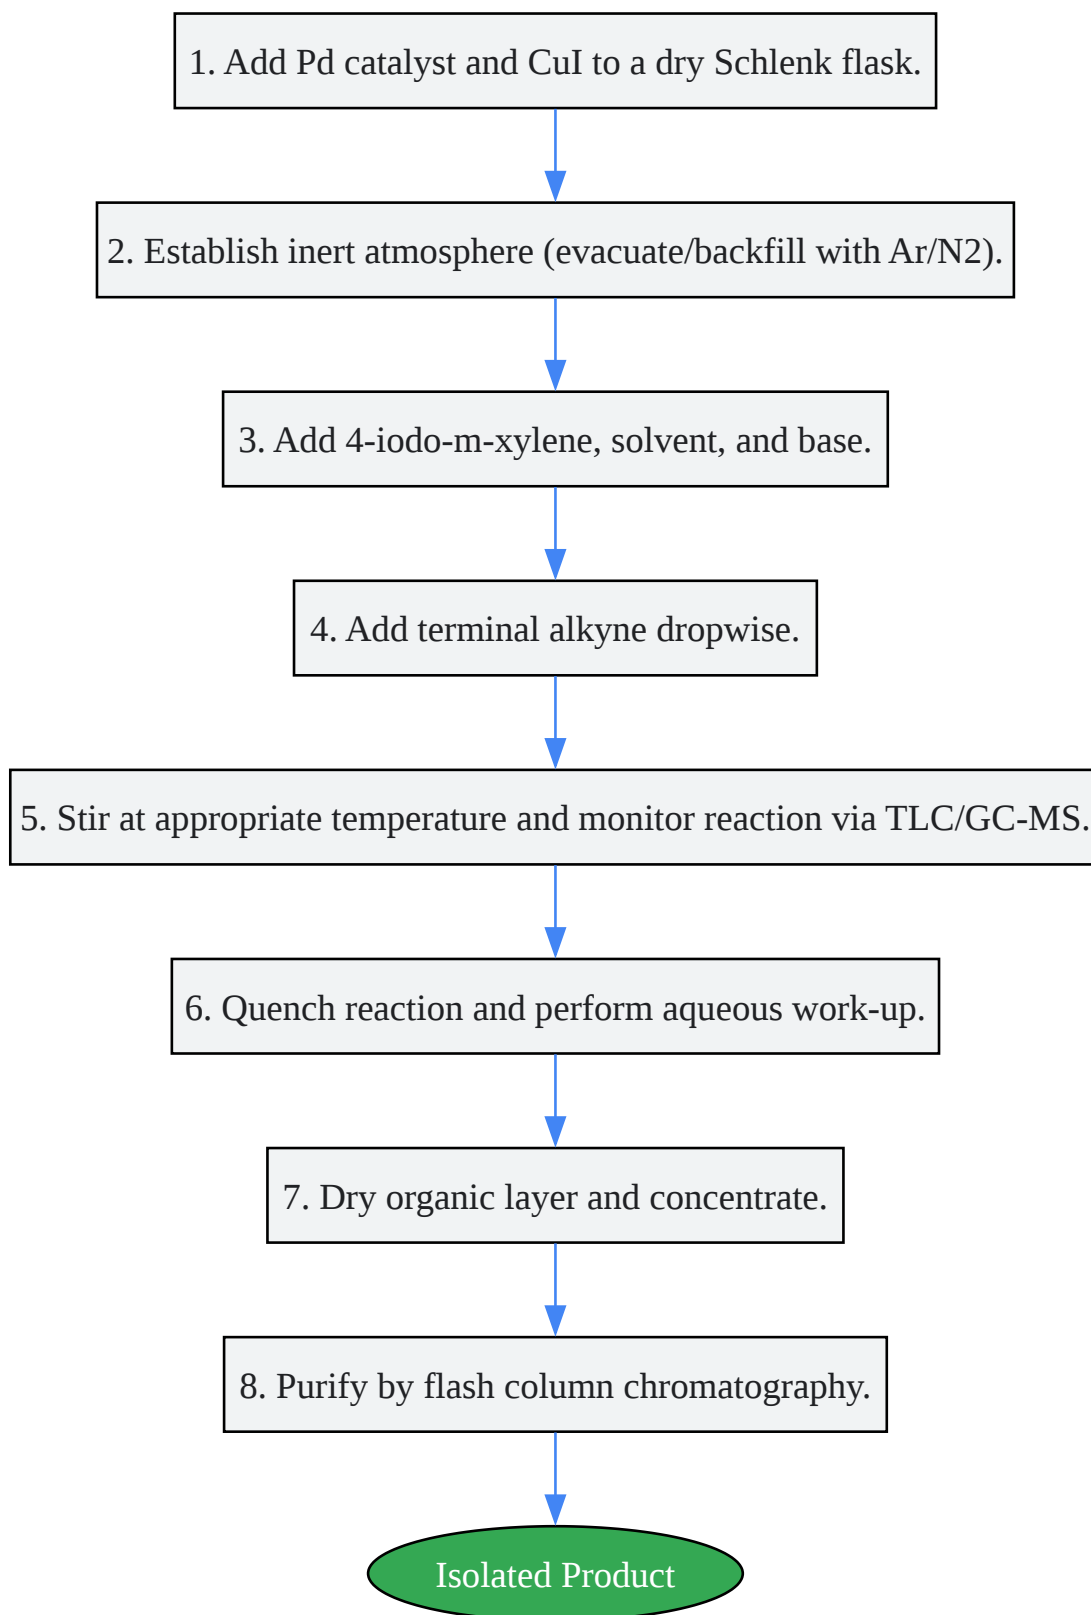 1. Add Pd catalyst and CuI to a dry Schlenk flask.
2. Establish inert atmosphere (evacuate/backfill with Ar/N2).
3. Add 4-iodo-m-xylene, solvent, and base.
4. Add terminal alkyne dropwise.
5. Stir at appropriate temperature and monitor reaction via TLC/GC-MS.
6. Quench reaction and perform aqueous work-up.
7. Dry organic layer and concentrate.
8. Purify by flash column chromatography.
Isolated Product